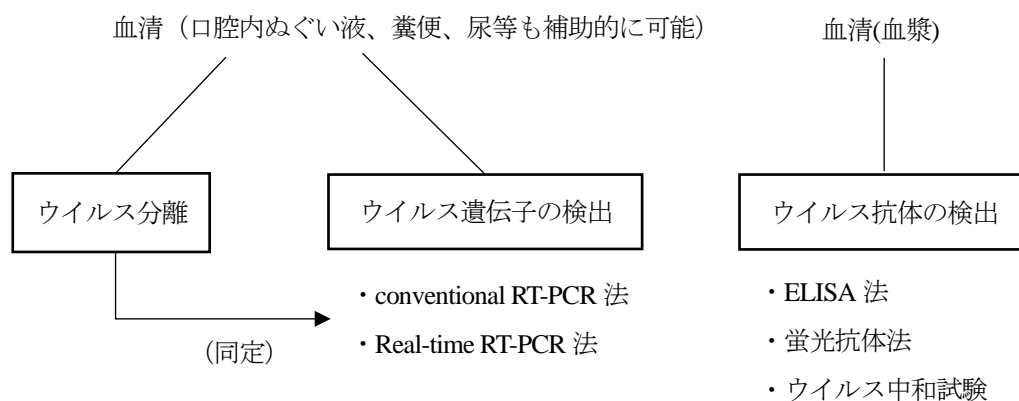 血清（口腔内ぬぐい液、糞便、尿等も補助的に可能）
血清(血漿)
ウイルス分離
ウイルス遺伝子の検出
ウイルス抗体の検出
・conventional RT-PCR 法
・Real-time RT-PCR 法
(同定）
・ELISA 法
・蛍光抗体法
・ウイルス中和試験